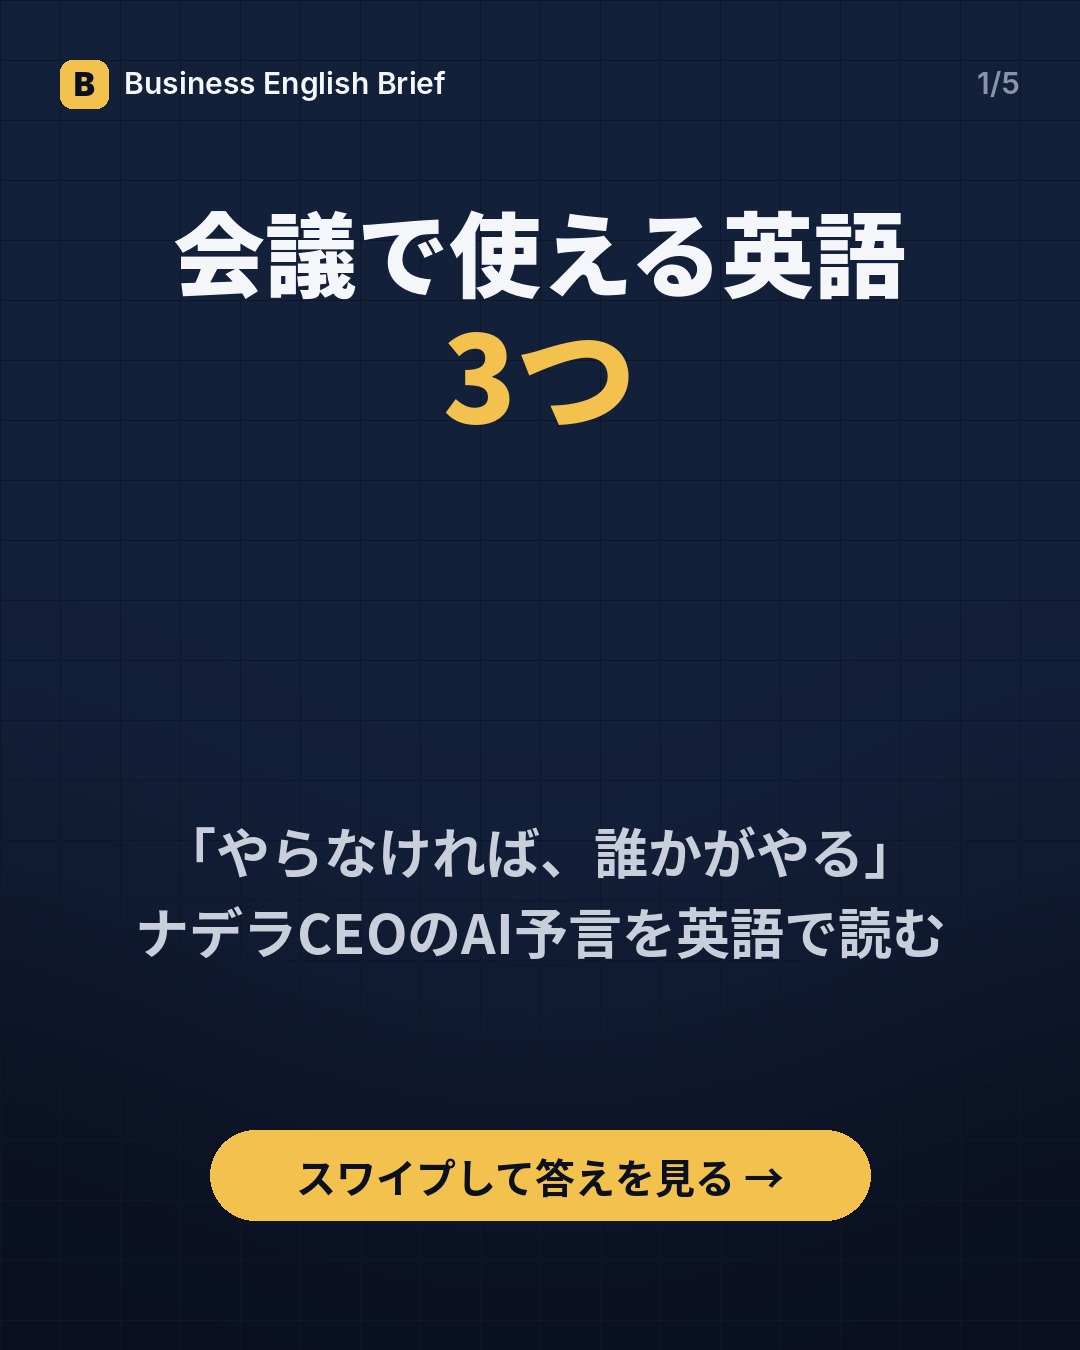 B Business English Brief 1/5
会議で使える英語
3つ
「やらなければ、誰かがやる」
ナデラCEOのAI予言を英語で読む
スワイプして答えを見る →